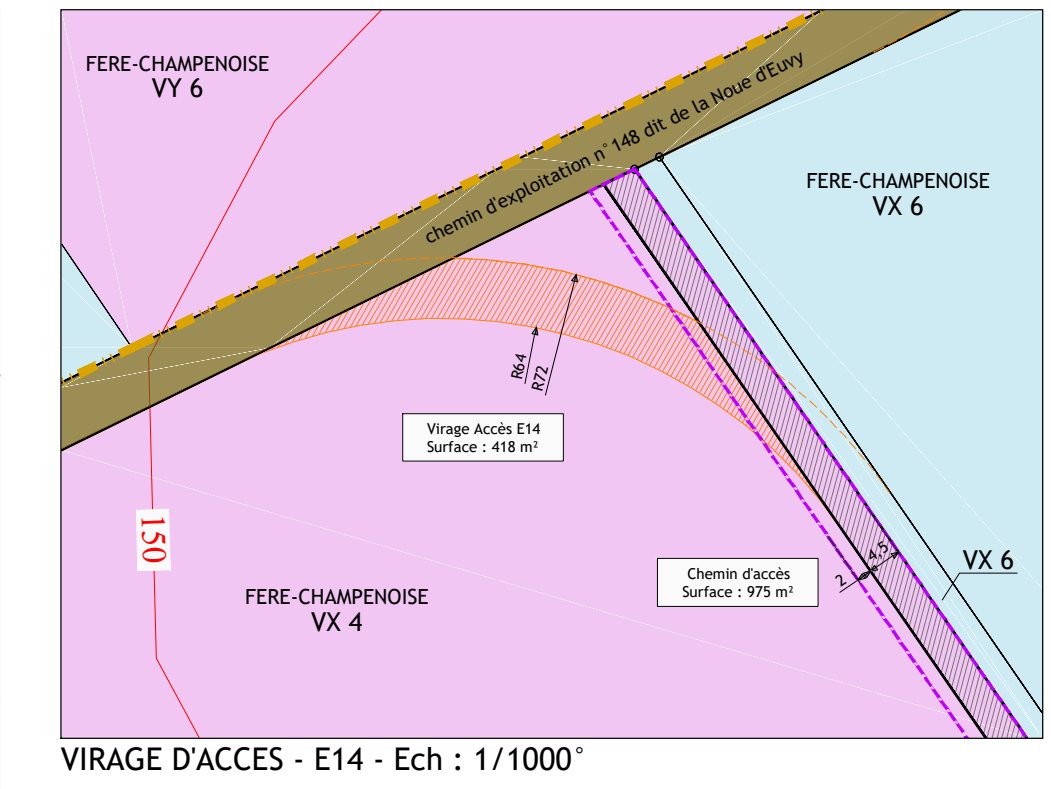 FERE-CHAMPENOISE
VY 6
chemin d'exploitation n°148 dit de la Noue d'Euvy
FERE-CHAMPENOISE
VX 6
R64
R72
Virage Accès E14
Surface : 418 m²
150
Chemin d'accès
Surface : 975 m²
2
4,5
VX 6
FERE-CHAMPENOISE
VX 4
VIRAGE D'ACCES - E14 - Ech : 1/1000°